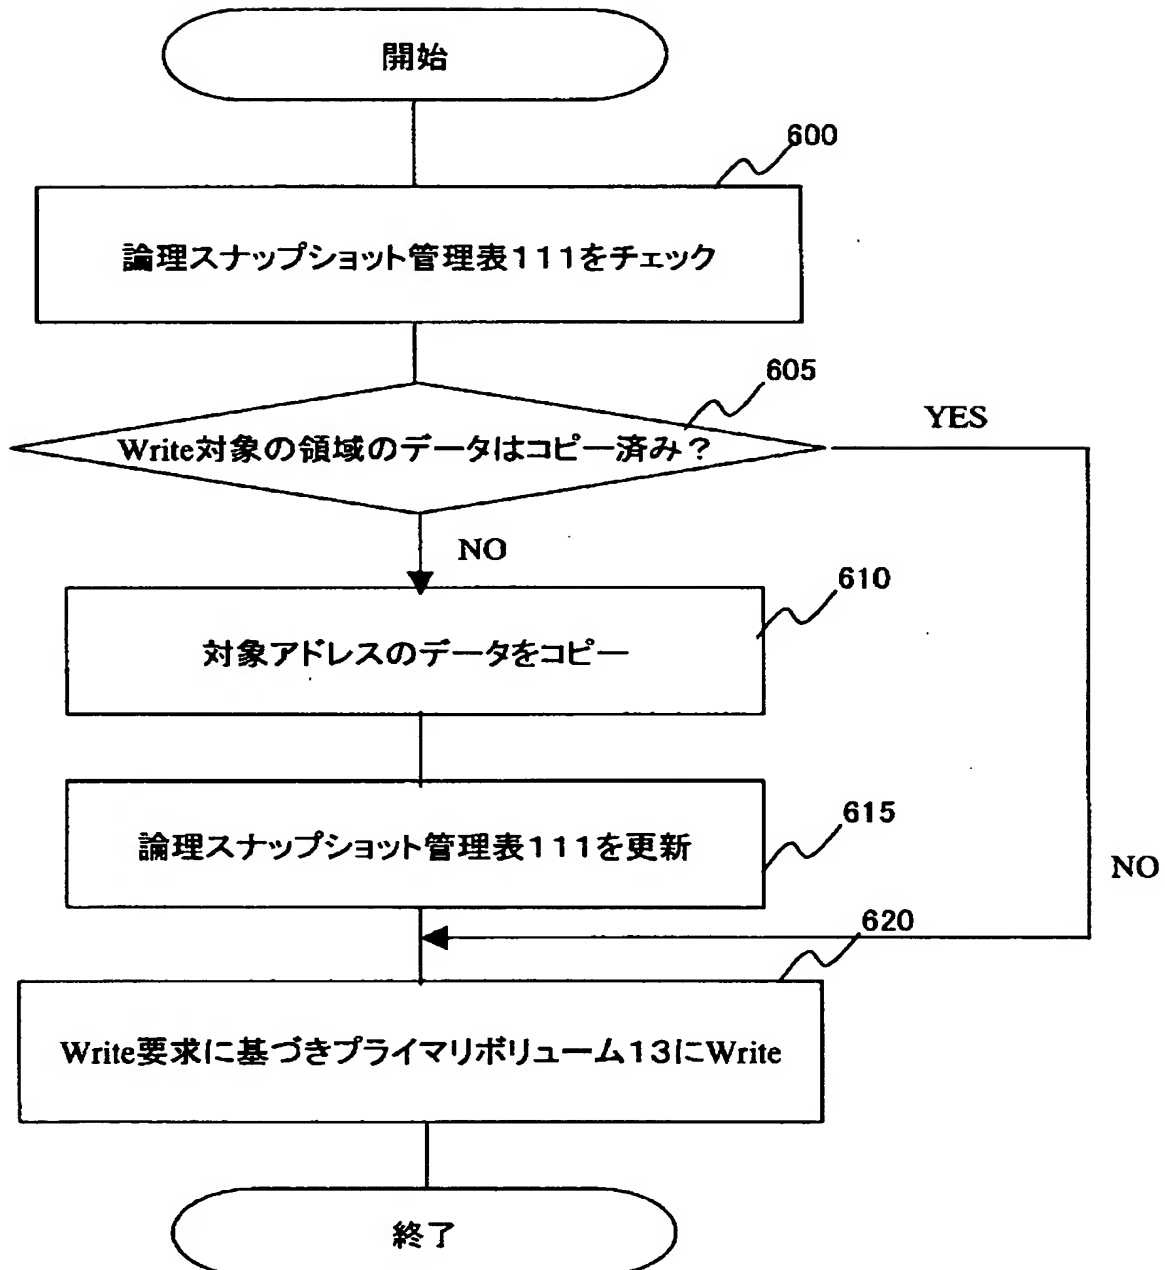 開始
600
論理スナップショット管理表111をチェック
605
YES
Write対象の領域のデータはコピー済み？
NO
610
対象アドレスのデータをコピー
615
論理スナップショット管理表111を更新
NO
620
Write要求に基づきプライマリボリューム13にWrite
終了